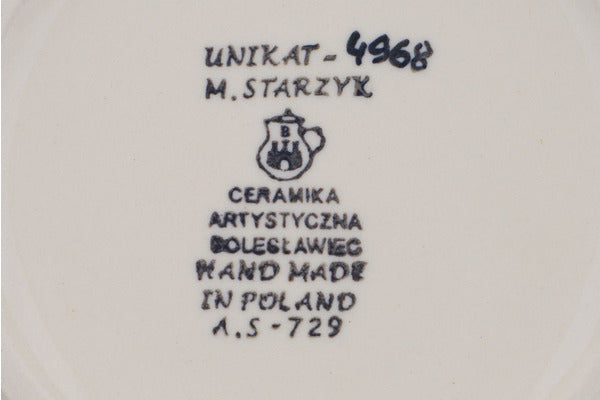 UNIKAT - 4968
M. STARZYK
B
CERAMIKA
ARTYSTYCZNA
BOLESŁAWIEC
HAND MADE
IN POLAND
A.S - 729